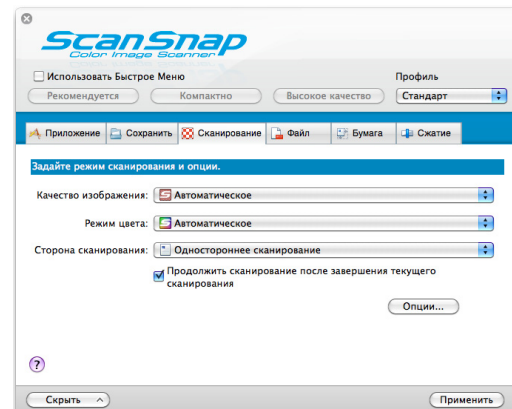 ScanSnap
Color Image Scanner
Использовать Быстрое Меню
Профиль
Рекомендуется Компактно Высокое качество Стандарт
Приложение Сохранить Сканирование Файл Бумага Сжатие
Задайте режим сканирования и опции.
Качество изображения: Автоматическое
Режим цвета: Автоматическое
Сторона сканирования: Одностороннее сканирование
Продолжить сканирование после завершения текущего
сканирования
Опции...
?
Скрыть Применить